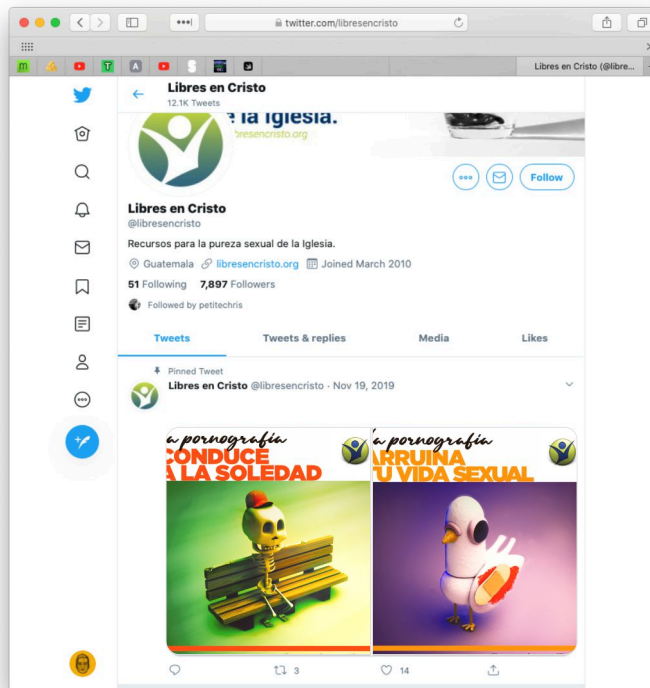 twitter.com/libresencristo
Libres en Cristo (@libre...
Libres en Cristo
12.1K Tweets
e la Iglesia.
bresencristo.org
Follow
Libres en Cristo
@libresencristo
Recursos para la pureza sexual de la Iglesia.
Guatemala libresencristo.org Joined March 2010
51 Following 7,897 Followers
Followed by petitechris
Tweets Tweets & replies Media Likes
Pinned Tweet
Libres en Cristo @libresencristo · Nov 19, 2019
a pornografía
CONDUCE
A LA SOLEDAD
a pornografía
ARRUINA
TU VIDA SEXUAL
3 14